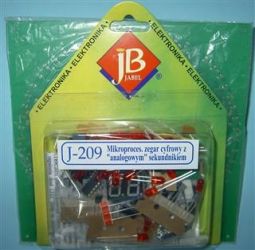 • ELEKTRONIKA • ELEKTRONIKA •
• ELEKTRONIKA • ELEKTRONIKA •
JB
JABEL
®
J-209
Mikroproces. zegar cyfrowy z
"analogowym" sekundnikiem